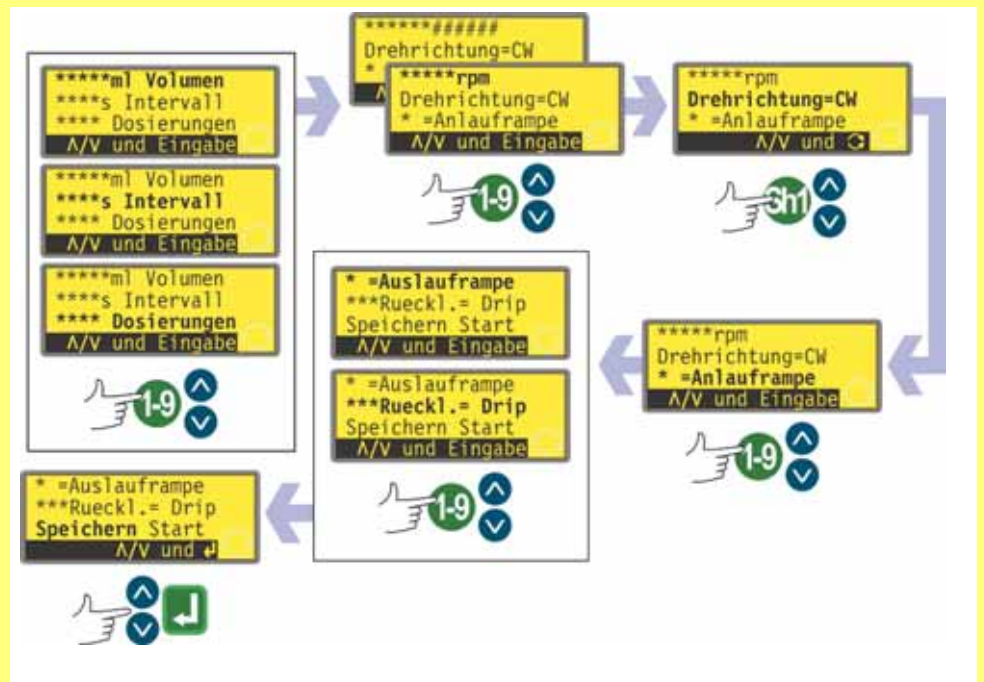 *****ml Volumen
****s Intervall
**** Dosierungen
Λ/V und Eingabe
*****ml Volumen
****s Intervall
**** Dosierungen
Λ/V und Eingabe
*****ml Volumen
****s Intervall
**** Dosierungen
Λ/V und Eingabe
1-9
******######
Drehrichtung=CW
*
Λ
*****rpm
Drehrichtung=CW
* =Anlauframpe
Λ/V und Eingabe
1-9
*****rpm
Drehrichtung=CW
* =Anlauframpe
Λ/V und
Sh1
*****rpm
Drehrichtung=CW
* =Anlauframpe
Λ/V und Eingabe
1-9
* =Auslauframpe
***Rueckl.= Drip
Speichern Start
Λ/V und Eingabe
* =Auslauframpe
***Rueckl.= Drip
Speichern Start
Λ/V und Eingabe
1-9
* =Auslauframpe
***Rueckl.= Drip
Speichern Start
Λ/V und ↵